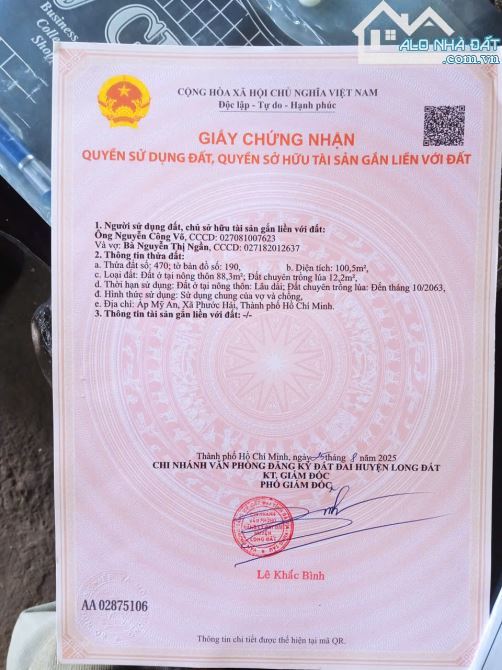 Business
ALO NHÀ ĐẤT
.com.vn
CỘNG HÒA XÃ HỘI CHỦ NGHĨA VIỆT NAM
Độc lập - Tự do - Hạnh phúc
GIẤY CHỨNG NHẬN
QUYỀN SỬ DỤNG ĐẤT, QUYỀN SỞ HỮU TÀI SẢN GẮN LIỀN VỚI ĐẤT
1. Người sử dụng đất, chủ sở hữu tài sản gắn liền với đất:
Ông Nguyễn Công Võ, CCCD: 027081007623
Và vợ: Bà Nguyễn Thị Ngân, CCCD: 027182012637
2. Thông tin thửa đất:
a. Thửa đất số: 470; tờ bản đồ số: 190, b. Diện tích: 100,5m²,
c. Loại đất: Đất ở tại nông thôn 88,3m²; Đất chuyên trồng lúa 12,2m²,
d. Thời hạn sử dụng: Đất ở tại nông thôn: Lâu dài; Đất chuyên trồng lúa: Đến tháng 10/2063,
đ. Hình thức sử dụng: Sử dụng chung của vợ và chồng,
e. Địa chỉ: Ấp Mỹ An, Xã Phước Hải, Thành phố Hồ Chí Minh.
3. Thông tin tài sản gắn liền với đất: -/-
Thành phố Hồ Chí Minh, ngày 25 tháng 8 năm 2025
CHI NHÁNH VĂN PHÒNG ĐĂNG KÝ ĐẤT ĐAI HUYỆN LONG ĐẤT
KT. GIÁM ĐỐC
PHÓ GIÁM ĐỐC
Lê Khắc Bình
AA 02875106
Thông tin chi tiết được thể hiện tại mã QR.